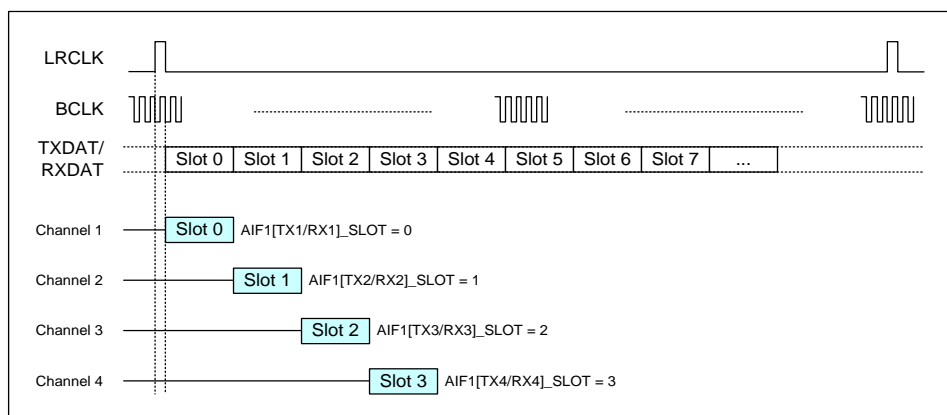 LRCLK
BCLK
TXDAT/
RXDAT
Slot 0 Slot 1 Slot 2 Slot 3 Slot 4 Slot 5 Slot 6 Slot 7 ...
Channel 1 Slot 0 AIF1[TX1/RX1]_SLOT = 0
Channel 2 Slot 1 AIF1[TX2/RX2]_SLOT = 1
Channel 3 Slot 2 AIF1[TX3/RX3]_SLOT = 2
Channel 4 Slot 3 AIF1[TX4/RX4]_SLOT = 3